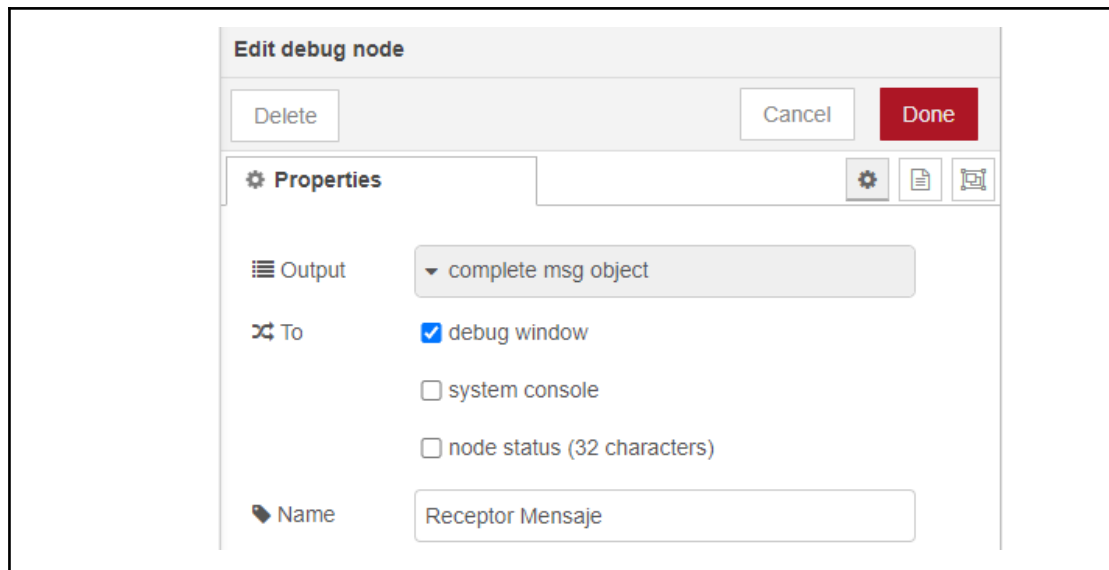 Edit debug node
Delete Cancel Done
Properties
Output complete msg object
To debug window
system console
node status (32 characters)
Name Receptor Mensaje